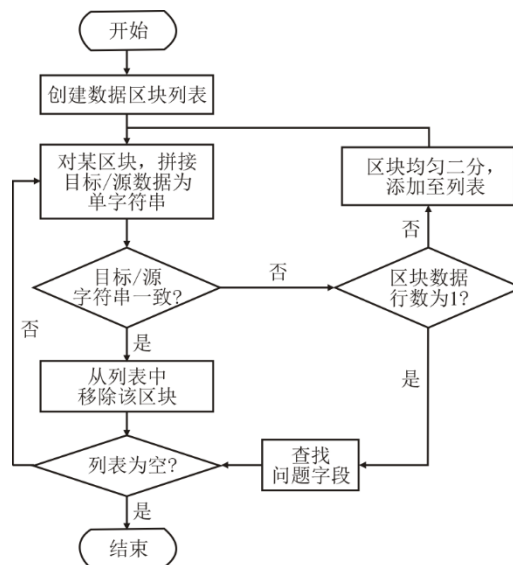 开始
创建数据区块列表
对某区块，拼接
目标/源数据为
单字符串
区块均匀二分，
添加至列表
否
目标/源
字符串一致?
否
区块数据
行数为1?
否
是
是
从列表中
移除该区块
列表为空?
查找
问题字段
是
结束